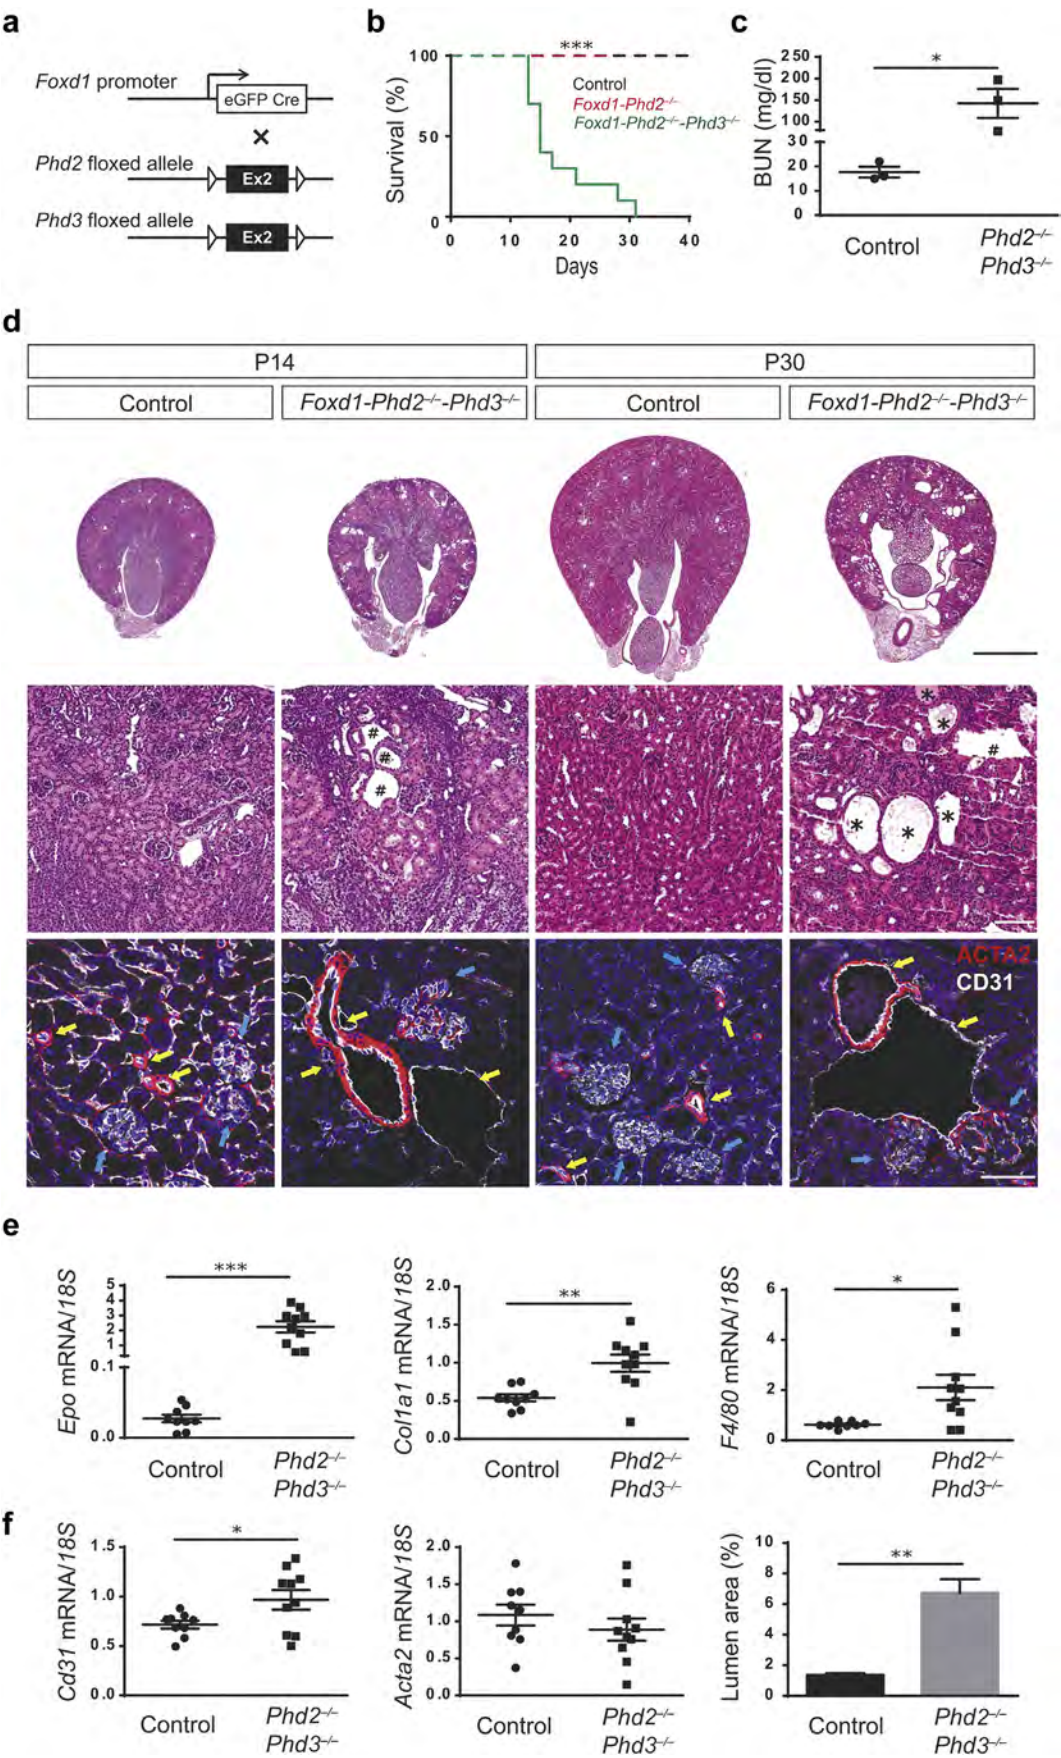 a
Foxd1 promoter
eGFP Cre
×
Phd2 floxed allele
Ex2
Phd3 floxed allele
Ex2
b
***
100
50
0
Survival (%)
Control
Foxd1-Phd2–/–
Foxd1-Phd2–/–-Phd3–/–
0 10 20 30 40
Days
c
*
250
200
150
100
30
20
10
0
BUN (mg/dl)
Control
Phd2–/–
Phd3–/–
d
P14
P30
Control
Foxd1-Phd2–/–-Phd3–/–
Control
Foxd1-Phd2–/–-Phd3–/–
#
#
#
*
*
#
*
*
*
ACTA2
CD31
e
***
5
4
3
2
1
0.1
0.0
Epo mRNA/18S
Control
Phd2–/–
Phd3–/–
**
2.0
1.5
1.0
0.5
0.0
Col1a1 mRNA/18S
Control
Phd2–/–
Phd3–/–
*
6
4
2
0
F4/80 mRNA/18S
Control
Phd2–/–
Phd3–/–
f
*
1.5
1.0
0.5
0.0
Cd31 mRNA/18S
Control
Phd2–/–
Phd3–/–
2.0
1.5
1.0
0.5
0.0
Acta2 mRNA/18S
Control
Phd2–/–
Phd3–/–
**
10
8
6
4
2
0
Lumen area (%)
Control
Phd2–/–
Phd3–/–